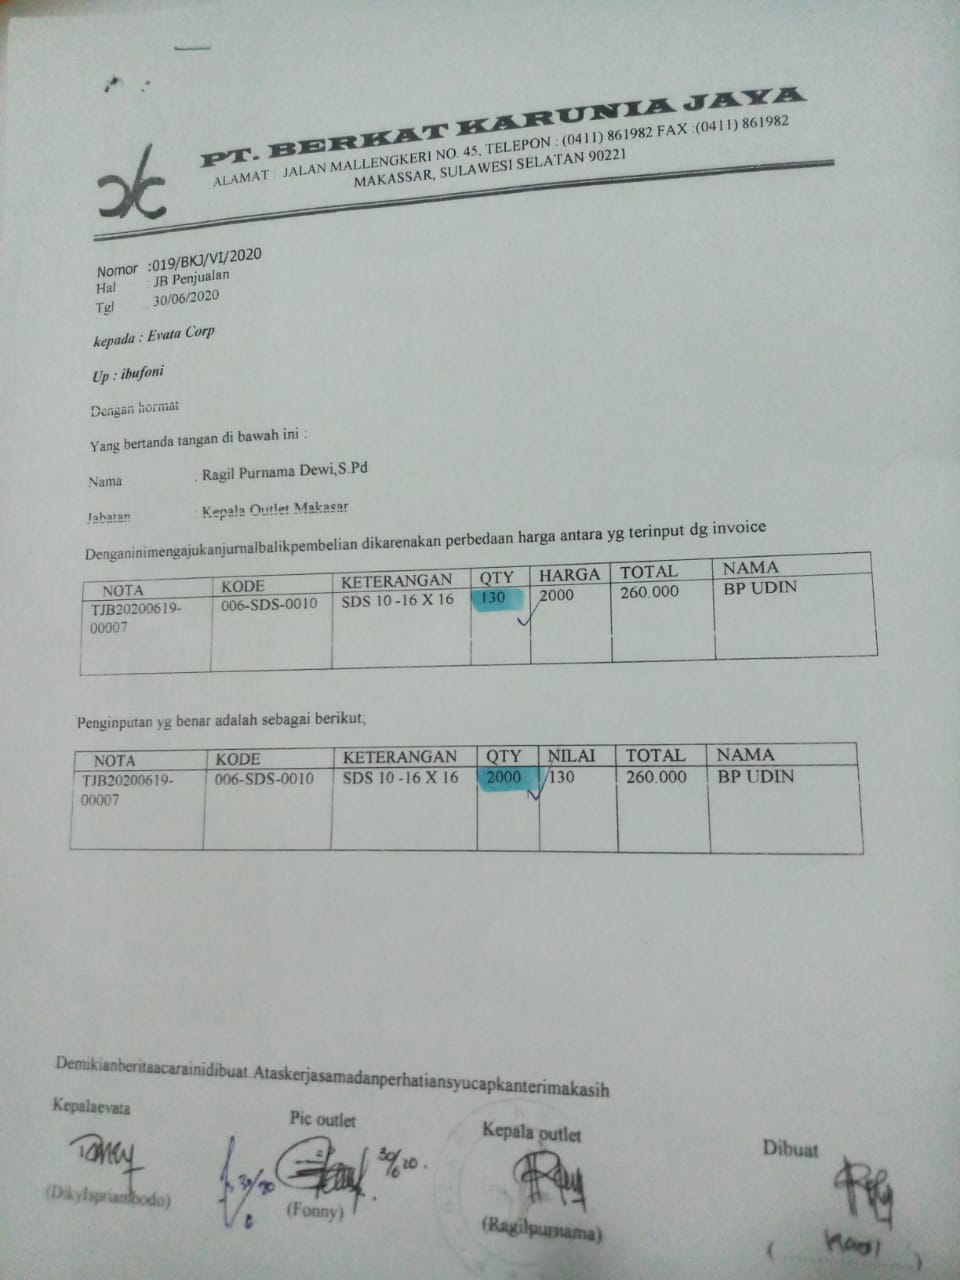 PT. BERKAT KARUNIA JAYA
ALAMAT : JALAN MALLENGKERI NO. 45, TELEPON : (0411) 861982 FAX :(0411) 861982
MAKASSAR, SULAWESI SELATAN 90221
Nomor :019/BKJ/VI/2020
Hal : JB Penjualan
Tgl 30/06/2020
kepada : Evata Corp
Up : ibufoni
Dengan hormat
Yang bertanda tangan di bawah ini :
Nama : Ragil Purnama Dewi,S.Pd
Jabatan : Kepala Outlet Makasar
Denganinimengajukanjurnalbalikpembelian dikarenakan perbedaan harga antara yg terinput dg invoice
NOTA KODE KETERANGAN QTY HARGA TOTAL NAMA
TJB20200619- 006-SDS-0010 SDS 10 -16 X 16 130 2000 260.000 BP UDIN
00007
Penginputan yg benar adalah sebagai berikut;
NOTA KODE KETERANGAN QTY NILAI TOTAL NAMA
TJB20200619- 006-SDS-0010 SDS 10 -16 X 16 2000 130 260.000 BP UDIN
00007
Demikianberitaacarainidibuat.Ataskerjasamadanperhatiansyucapkanterimakasih
Kepalaevata Pic outlet Kepala outlet Dibuat
30/6 20.
(DikyIspriambodo) (Fonny) (Ragilpurnama)